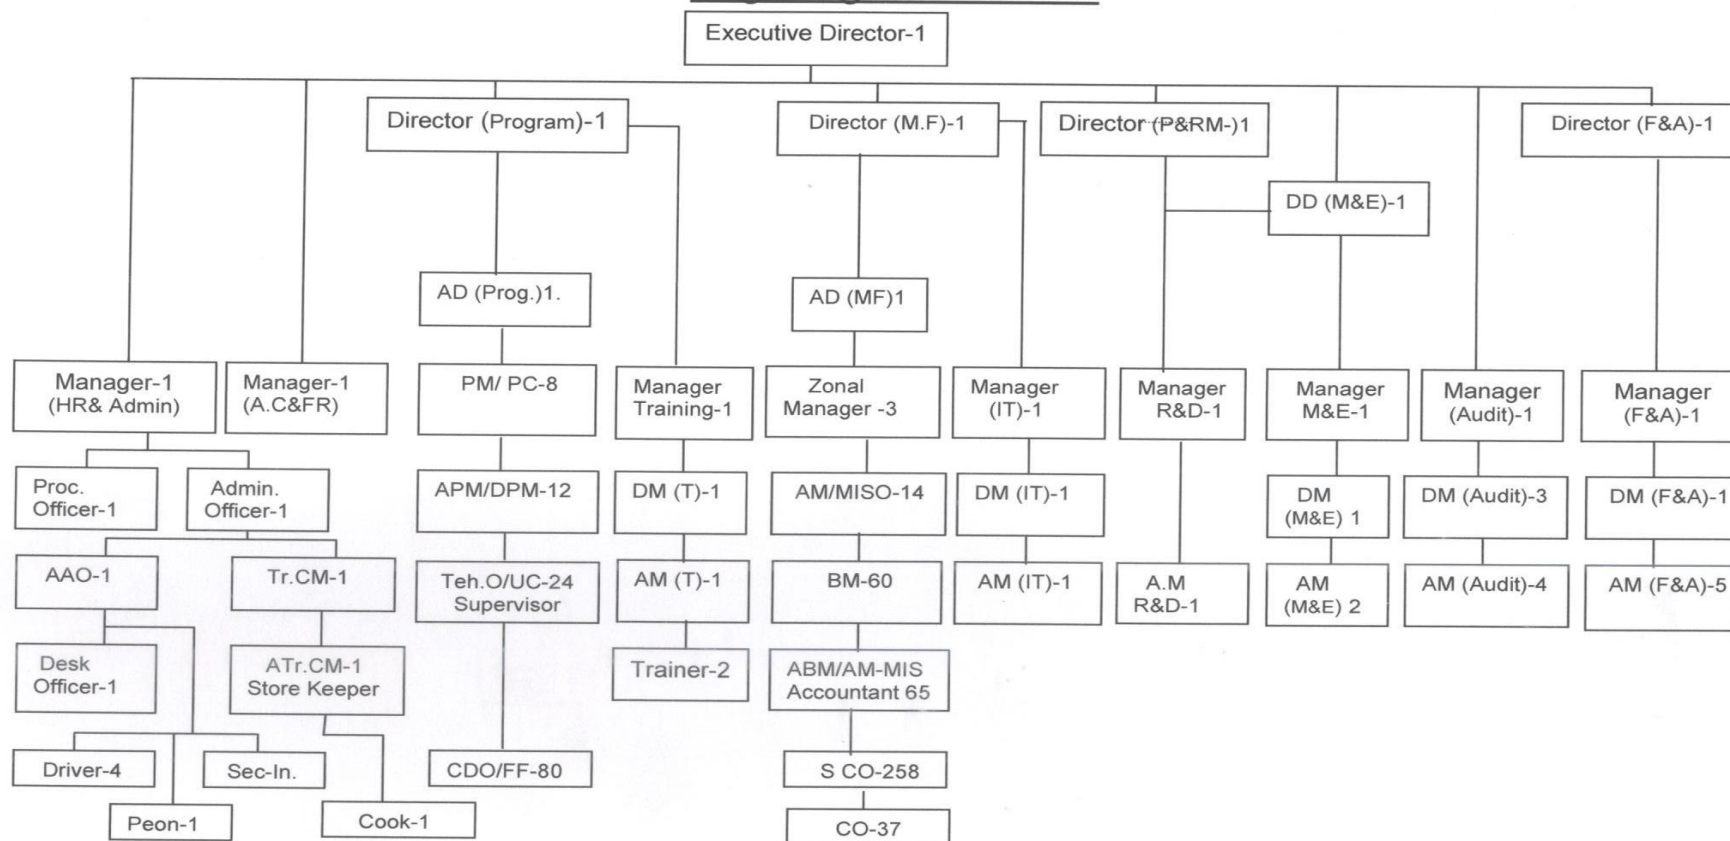 Executive Director-1
Director (Program)-1
Director (M.F)-1
Director (P&RM-)1
Director (F&A)-1
DD (M&E)-1
AD (Prog.)1.
AD (MF)1
Manager-1
(HR& Admin)
Manager-1
(A.C&FR)
PM/ PC-8
Manager
Training-1
Zonal
Manager -3
Manager
(IT)-1
Manager
R&D-1
Manager
M&E-1
Manager
(Audit)-1
Manager
(F&A)-1
Proc.
Officer-1
Admin.
Officer-1
APM/DPM-12
DM (T)-1
AM/MISO-14
DM (IT)-1
DM
(M&E) 1
DM (Audit)-3
DM (F&A)-1
AAO-1
Tr.CM-1
Teh.O/UC-24
Supervisor
AM (T)-1
BM-60
AM (IT)-1
A.M
R&D-1
AM
(M&E) 2
AM (Audit)-4
AM (F&A)-5
Desk
Officer-1
ATr.CM-1
Store Keeper
Trainer-2
ABM/AM-MIS
Accountant 65
Driver-4
Sec-In.
CDO/FF-80
S CO-258
Peon-1
Cook-1
CO-37